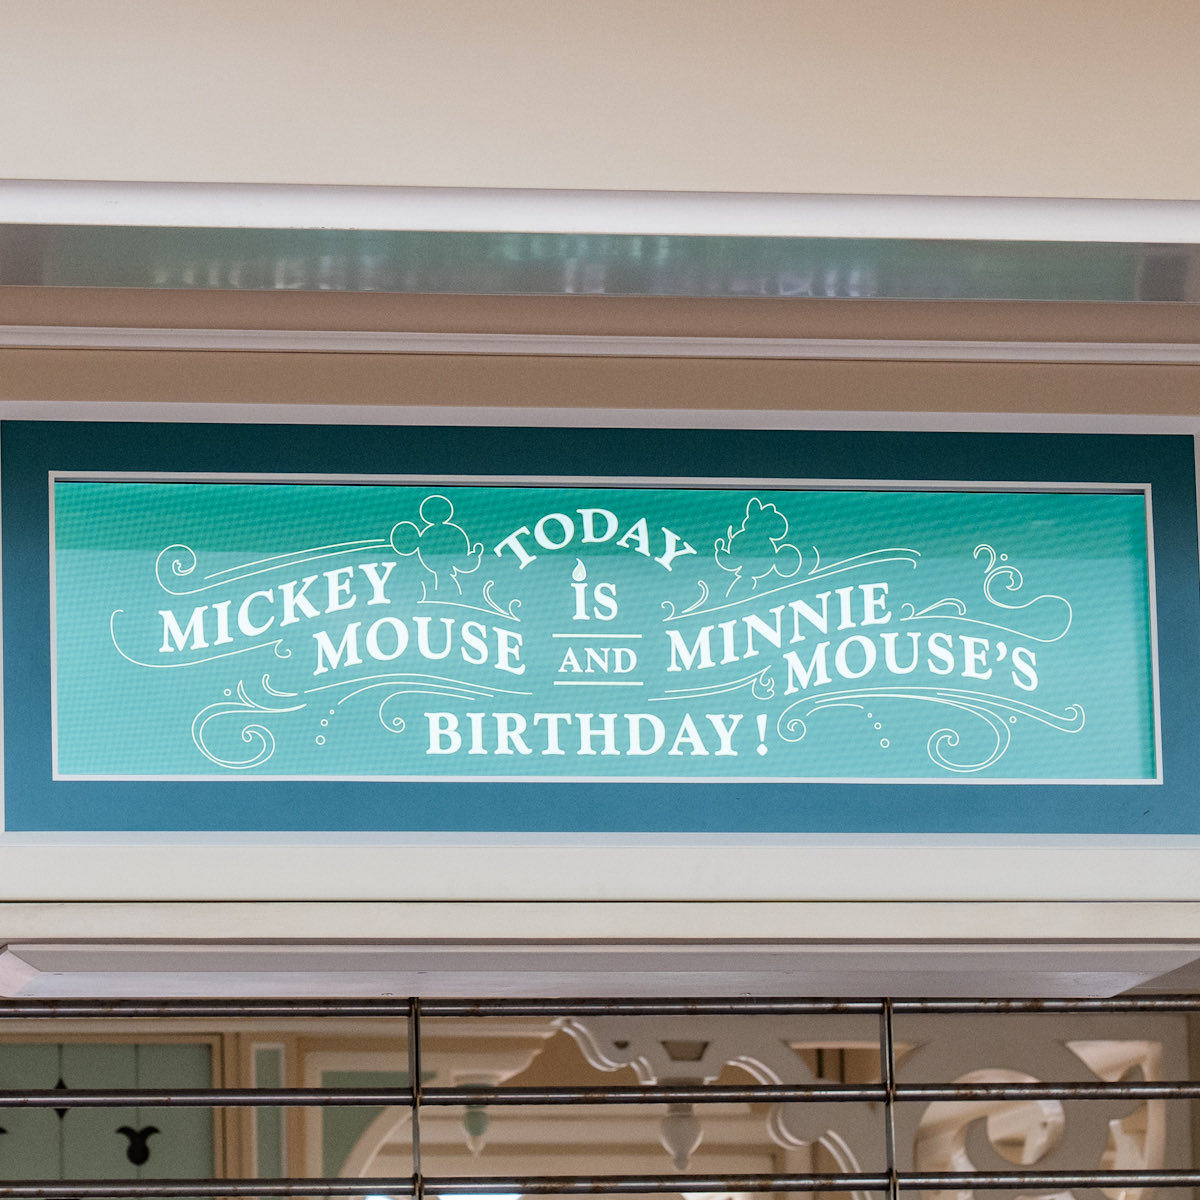 TODAY
iS
MICKEY MOUSE AND MINNIE MOUSE'S
BIRTHDAY!